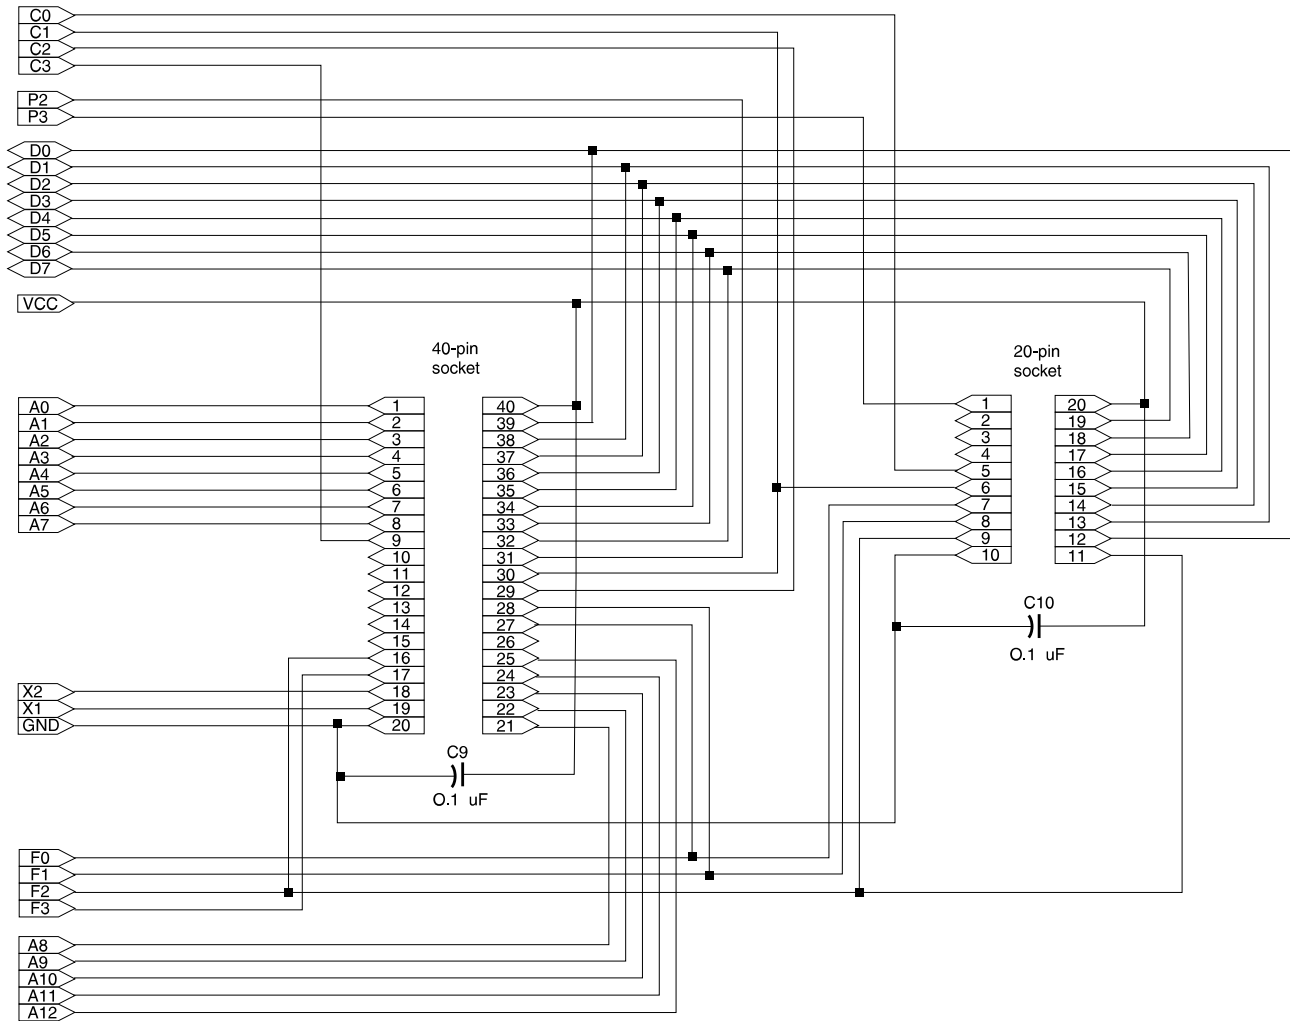 C0
C1
C2
C3
P2
P3
D0
D1
D2
D3
D4
D5
D6
D7
VCC
40-pin
socket
20-pin
socket
A0
A1
A2
A3
A4
A5
A6
A7
1
2
3
4
5
6
7
8
9
10
11
12
13
14
15
16
17
18
19
20
40
39
38
37
36
35
34
33
32
31
30
29
28
27
26
25
24
23
22
21
1
2
3
4
5
6
7
8
9
10
20
19
18
17
16
15
14
13
12
11
C10
O.1 uF
X2
X1
GND
C9
O.1 uF
F0
F1
F2
F3
A8
A9
A10
A11
A12